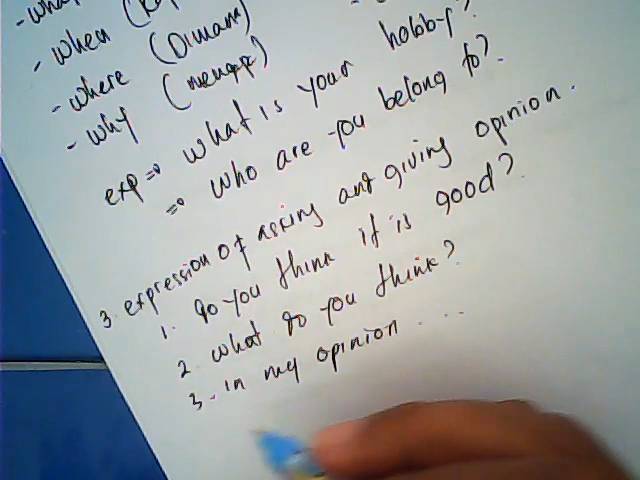 - what
- when (
- where (Dimana)
- why (mengapa)
exp => what is your hobby?
=> who are you belong to?
3. expression of asking and giving opinion.
1. do you think it is good?
2. what do you think?
3. in my opinion ....